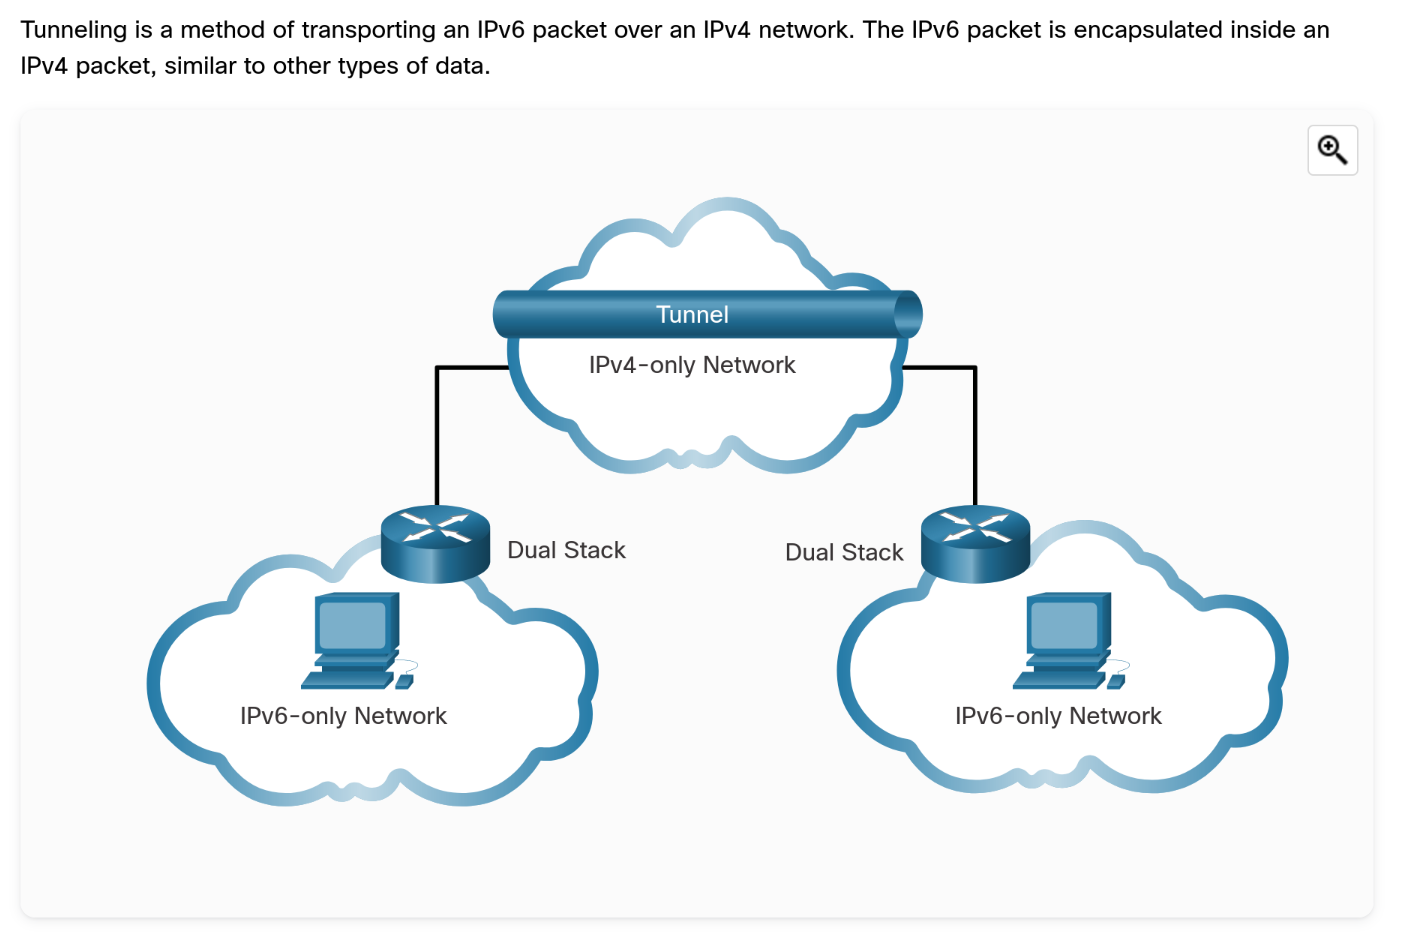 Tunneling is a method of transporting an IPv6 packet over an IPv4 network. The IPv6 packet is encapsulated inside an
IPv4 packet, similar to other types of data.
Tunnel
IPv4-only Network
Dual Stack
Dual Stack
IPv6-only Network
IPv6-only Network